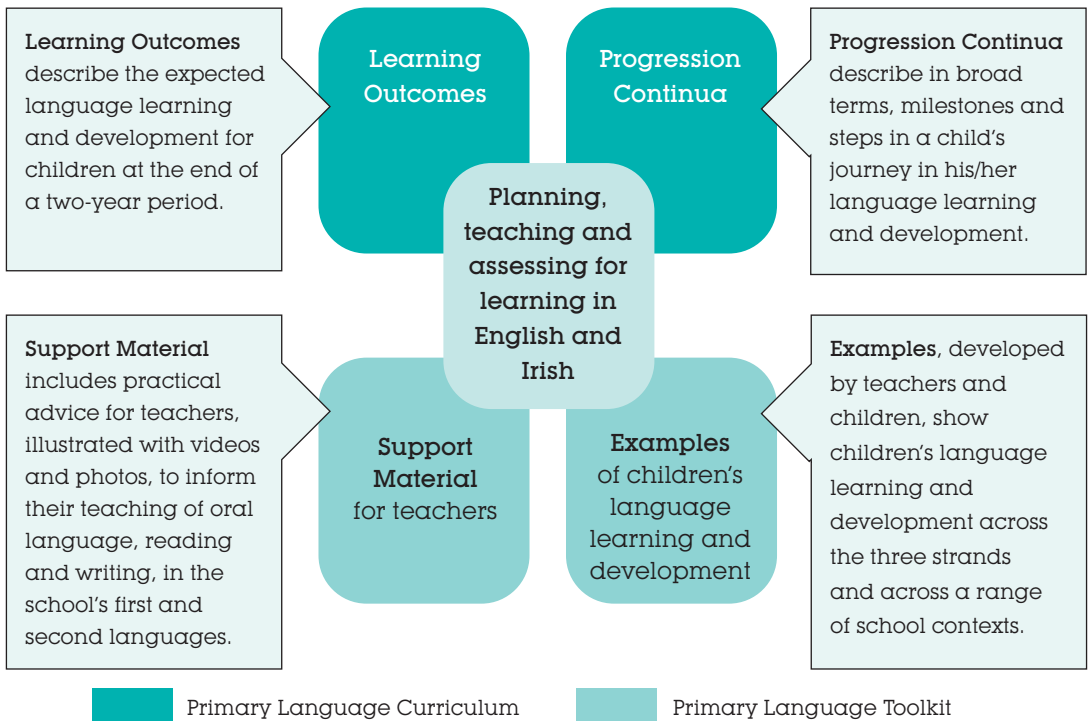 Learning Outcomes
describe the expected
language learning
and development for
children at the end of
a two-year period.
Learning
Outcomes
Progression
Continua
Progression Continua
describe in broad
terms, milestones and
steps in a child’s
journey in his/her
language learning
and development.
Planning,
teaching and
assessing for
learning in
English and
Irish
Support Material
includes practical
advice for teachers,
illustrated with videos
and photos, to inform
their teaching of oral
language, reading
and writing, in the
school’s first and
second languages.
Support
Material
for teachers
Examples
of children’s
language
learning and
development
Examples, developed
by teachers and
children, show
children’s language
learning and
development across
the three strands
and across a range
of school contexts.
Primary Language Curriculum
Primary Language Toolkit